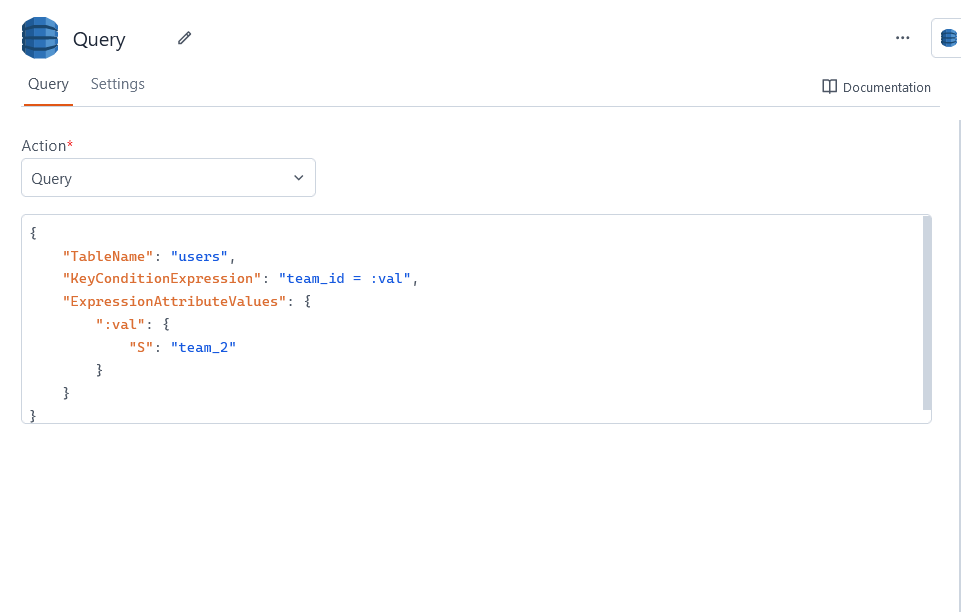 Query
Query Settings
Documentation
Action*
Query
{
    "TableName": "users",
    "KeyConditionExpression": "team_id = :val",
    "ExpressionAttributeValues": {
        ":val": {
            "S": "team_2"
        }
    }
}